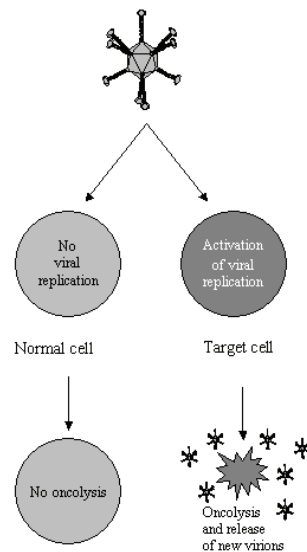 No
viral
replication
Activation
of viral
replication
Normal cell
Target cell
No oncolysis
Oncolysis
and release
of new virions